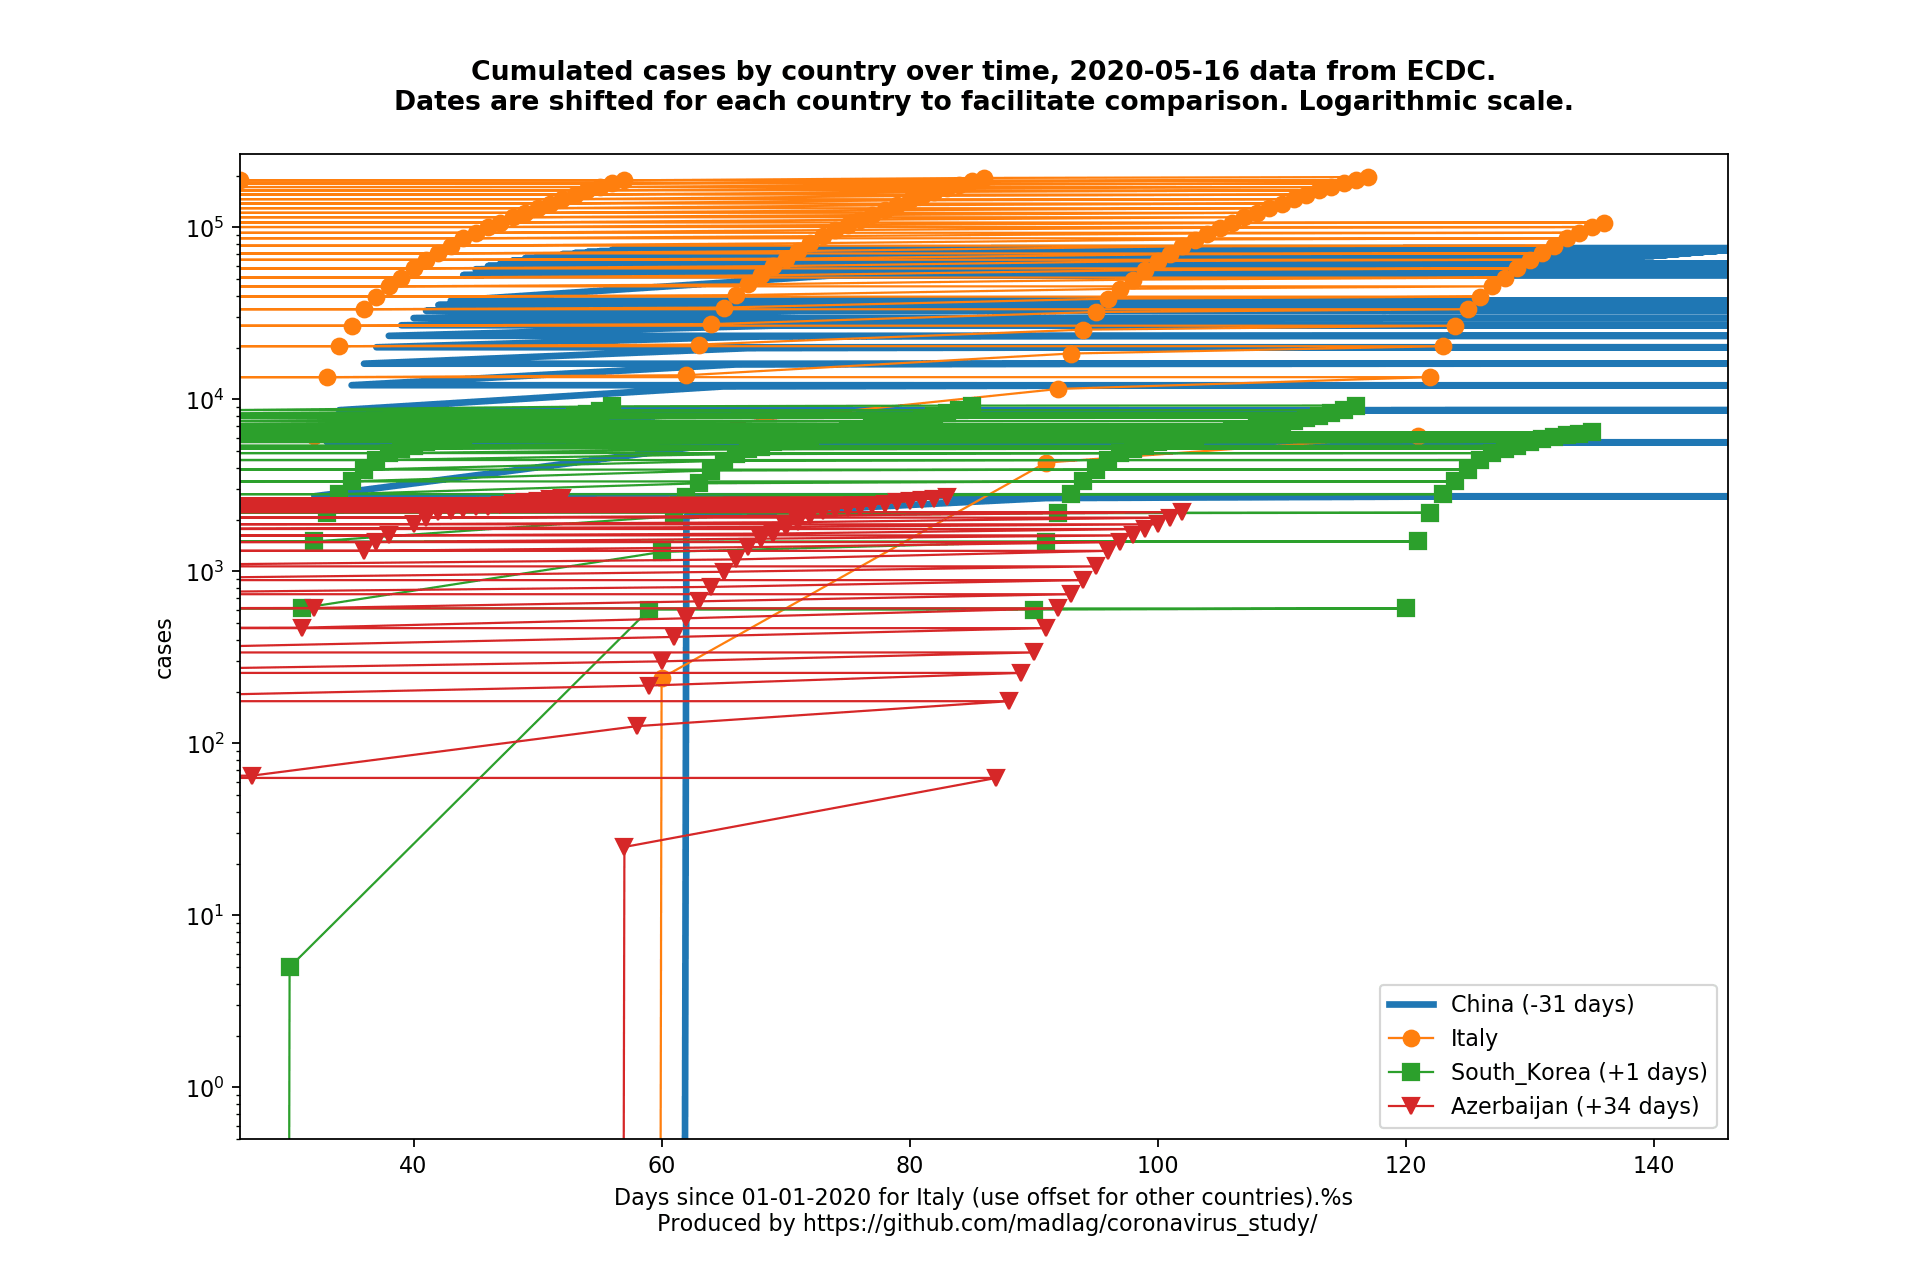 Cumulated cases by country over time, 2020-05-16 data from ECDC.
Dates are shifted for each country to facilitate comparison. Logarithmic scale.
cases
10^5
10^4
10^3
10^2
10^1
10^0
China (-31 days)
Italy
South_Korea (+1 days)
Azerbaijan (+34 days)
40 60 80 100 120 140
Days since 01-01-2020 for Italy (use offset for other countries).%s
Produced by https://github.com/madlag/coronavirus_study/